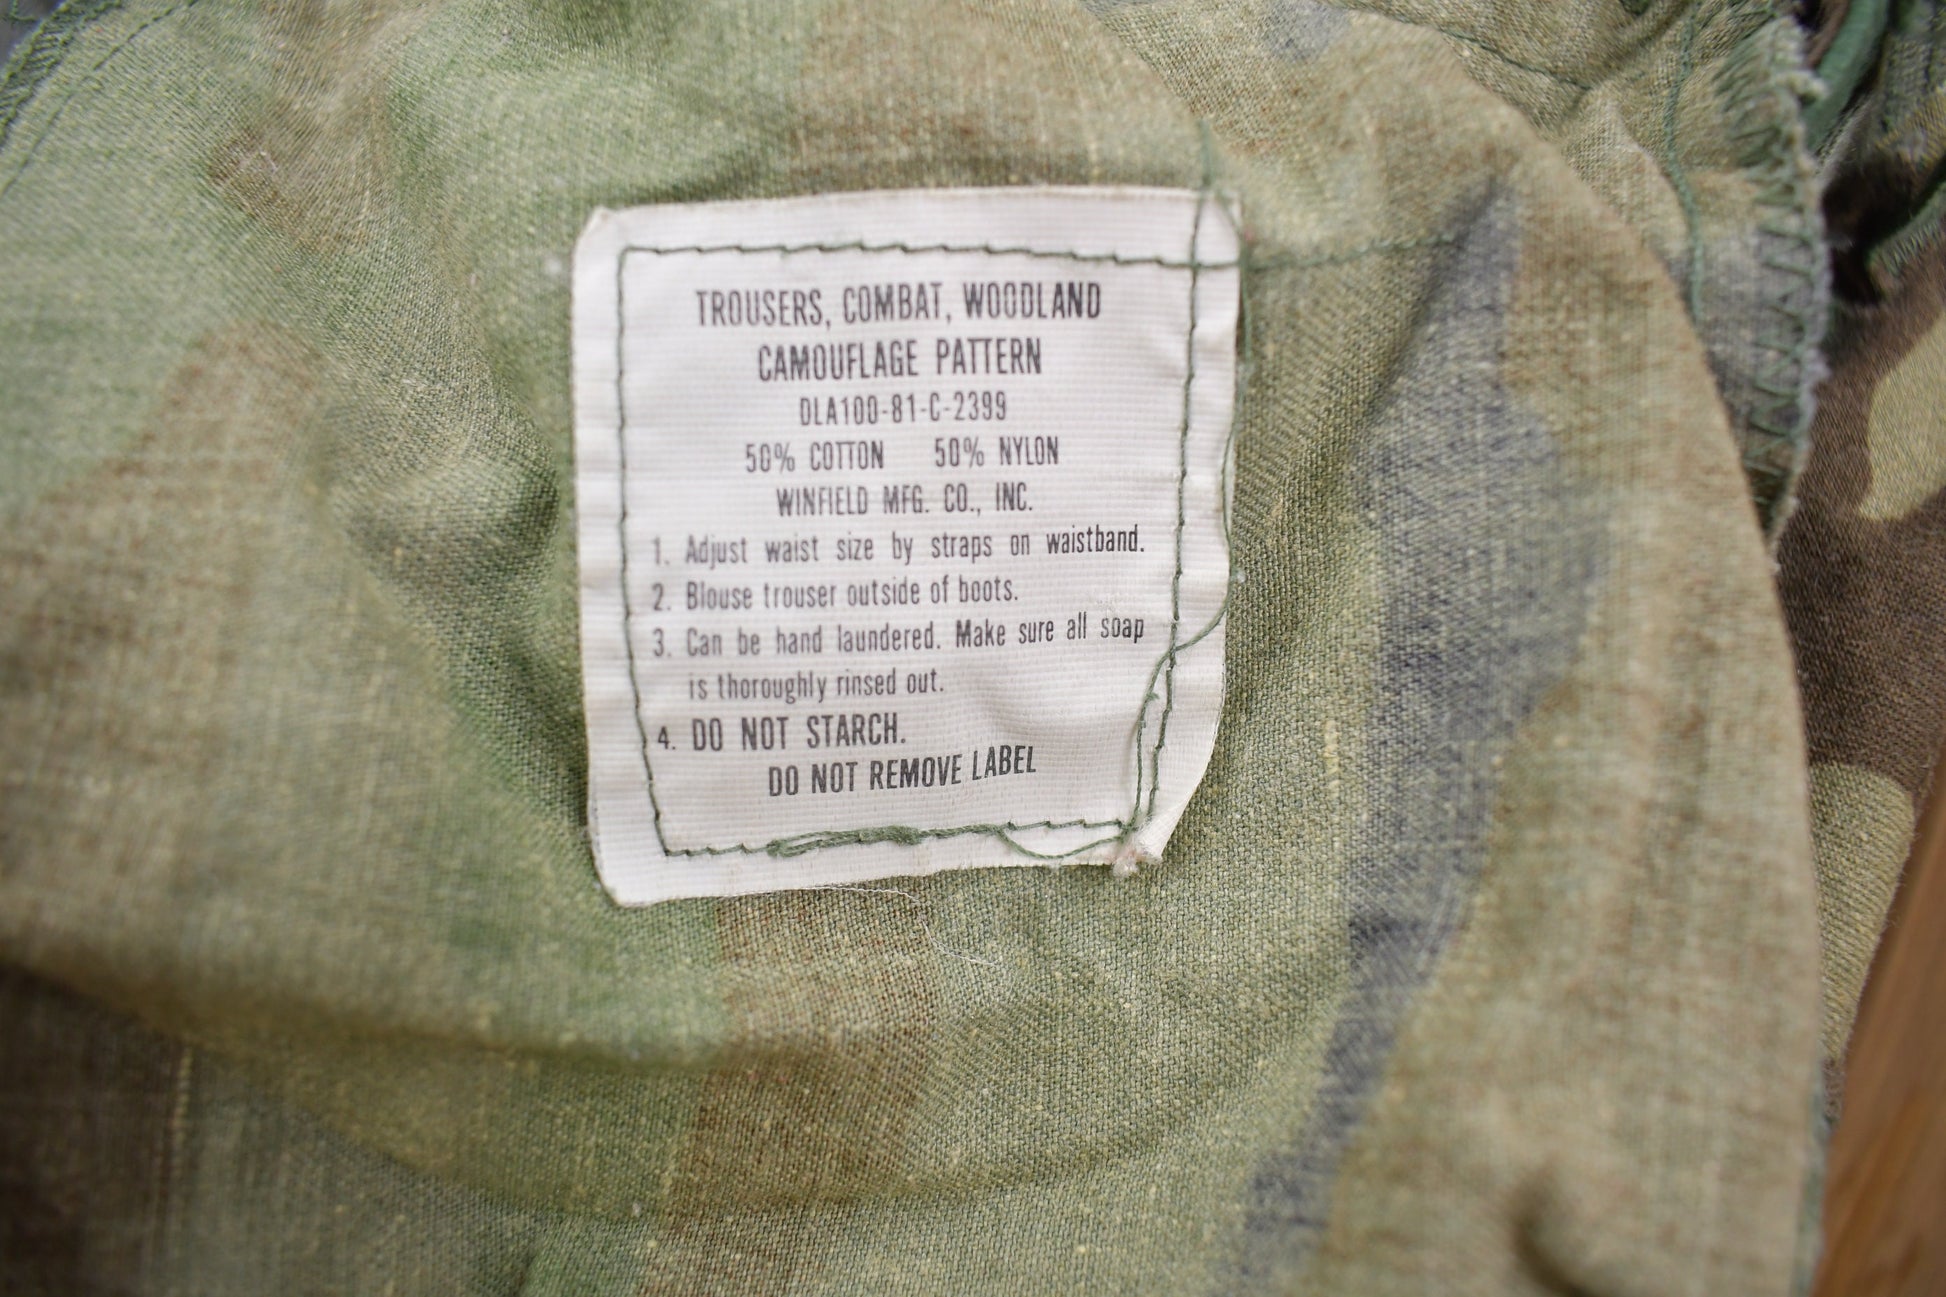 TROUSERS, COMBAT, WOODLAND
CAMOUFLAGE PATTERN
DLA100-81-C-2399
50% COTTON 50% NYLON
WINFIELD MFG. CO., INC.
1. Adjust waist size by straps on waistband.
2. Blouse trouser outside of boots.
3. Can be hand laundered. Make sure all soap
is thoroughly rinsed out.
4. DO NOT STARCH.
DO NOT REMOVE LABEL